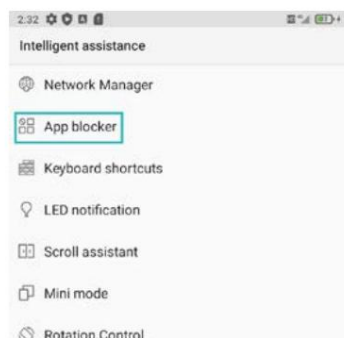 2:32
Intelligent assistance
Network Manager
App blocker
Keyboard shortcuts
LED notification
Scroll assistant
Mini mode
Rotation Control